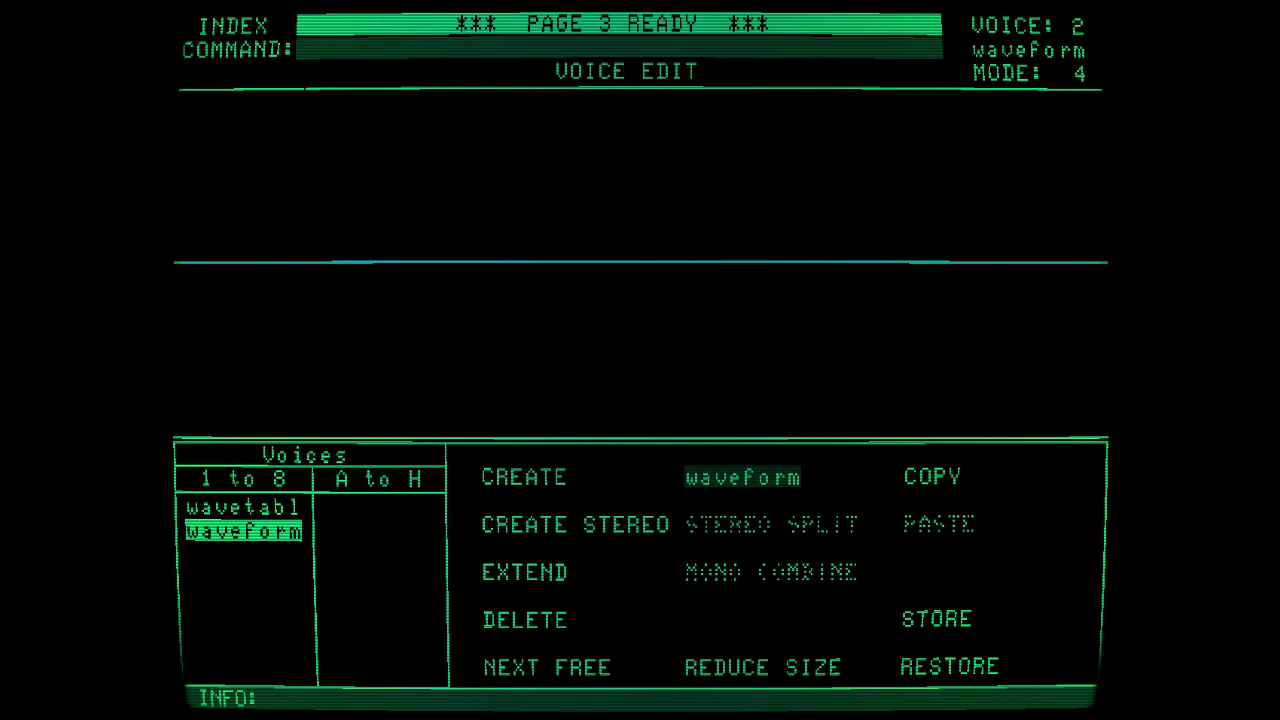 INDEX *** PAGE 3 READY *** VOICE: 2
COMMAND: waveform
VOICE EDIT MODE: 4
Voices
1 to 8 A to H
wavetabl
waveform
CREATE waveform COPY
CREATE STEREO STEREO SPLIT PASTE
EXTEND MONO COMBINE
DELETE STORE
NEXT FREE REDUCE SIZE RESTORE
INFO: